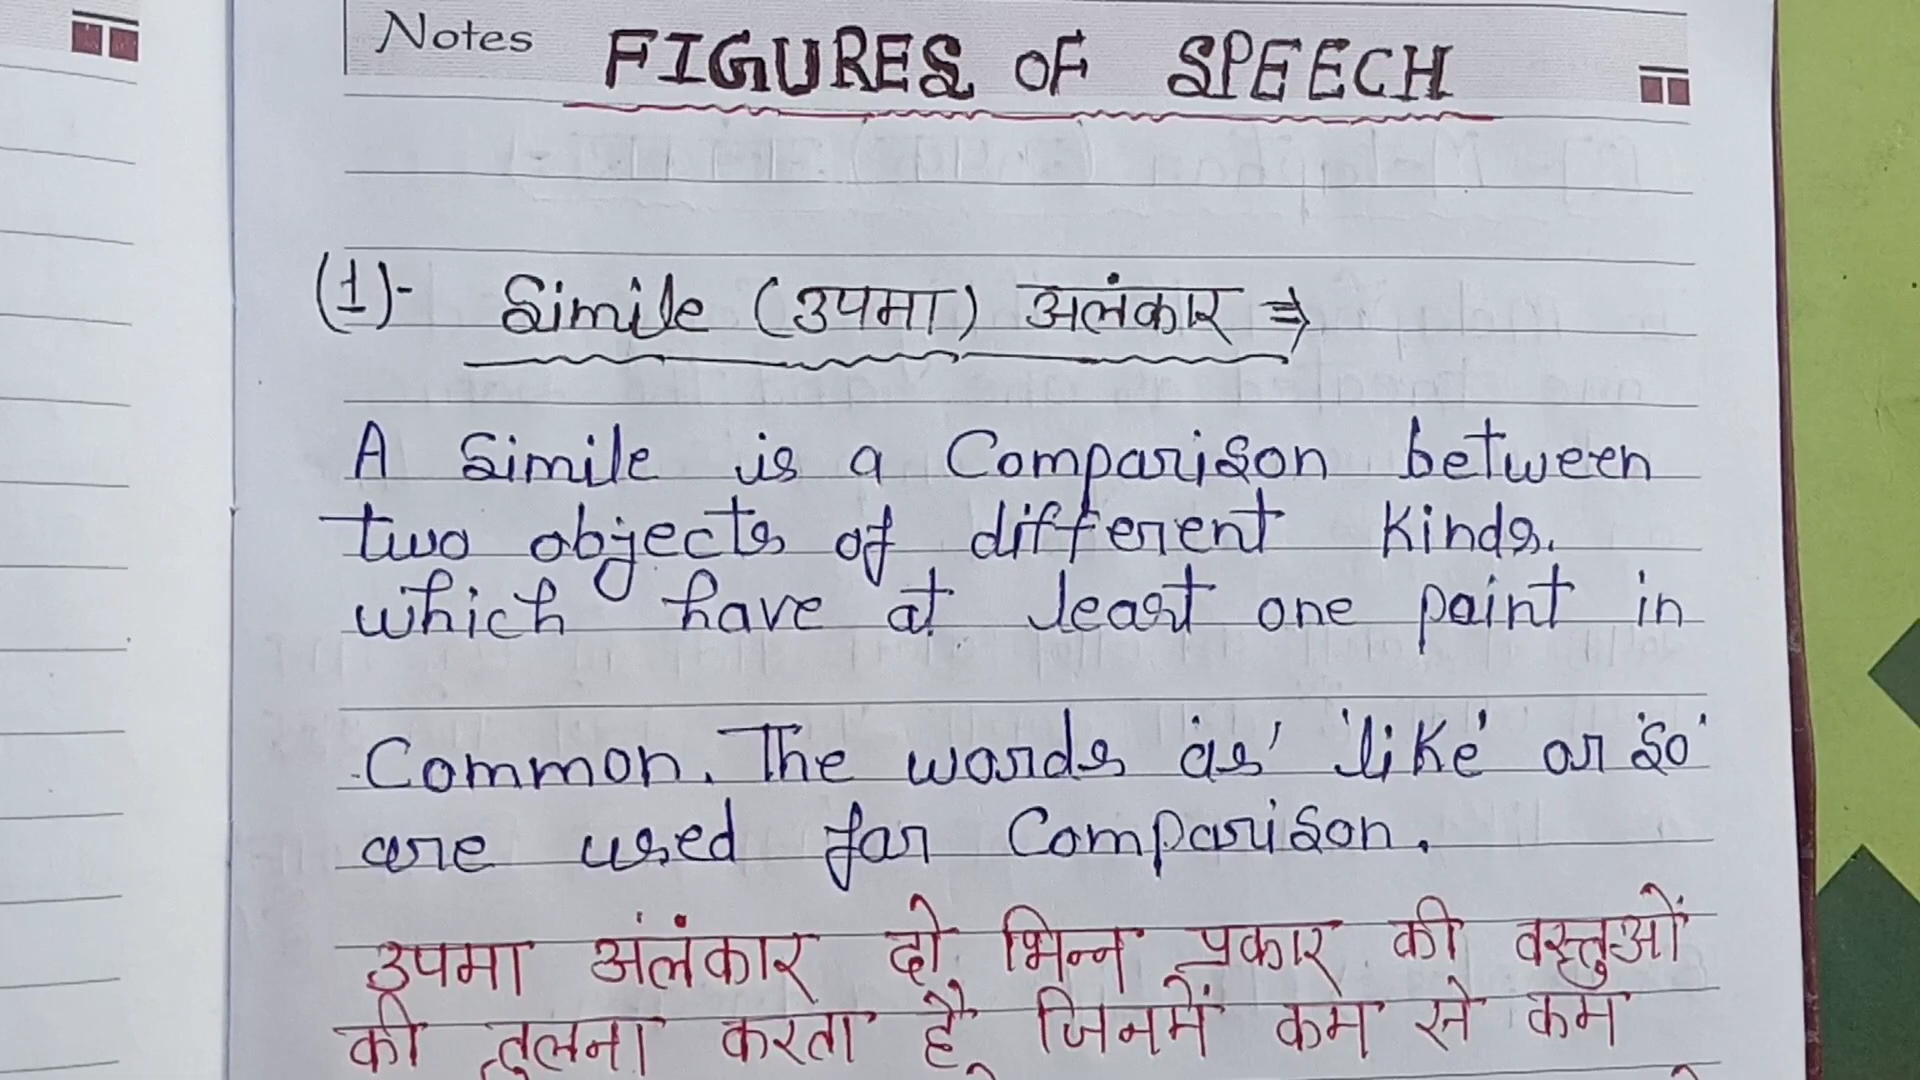 Notes FIGURES OF SPEECH
(1)- Simile (उपमा) अलंकार ⇒
A Simile is a Comparison between
two objects of different Kinds.
which have at least one point in
Common. The words as' 'like' or 'so'
are used for Comparison.
उपमा अंलंकार दो भिन्न प्रकार की वस्तुओं
की तुलना करता है, जिनमें कम से कम